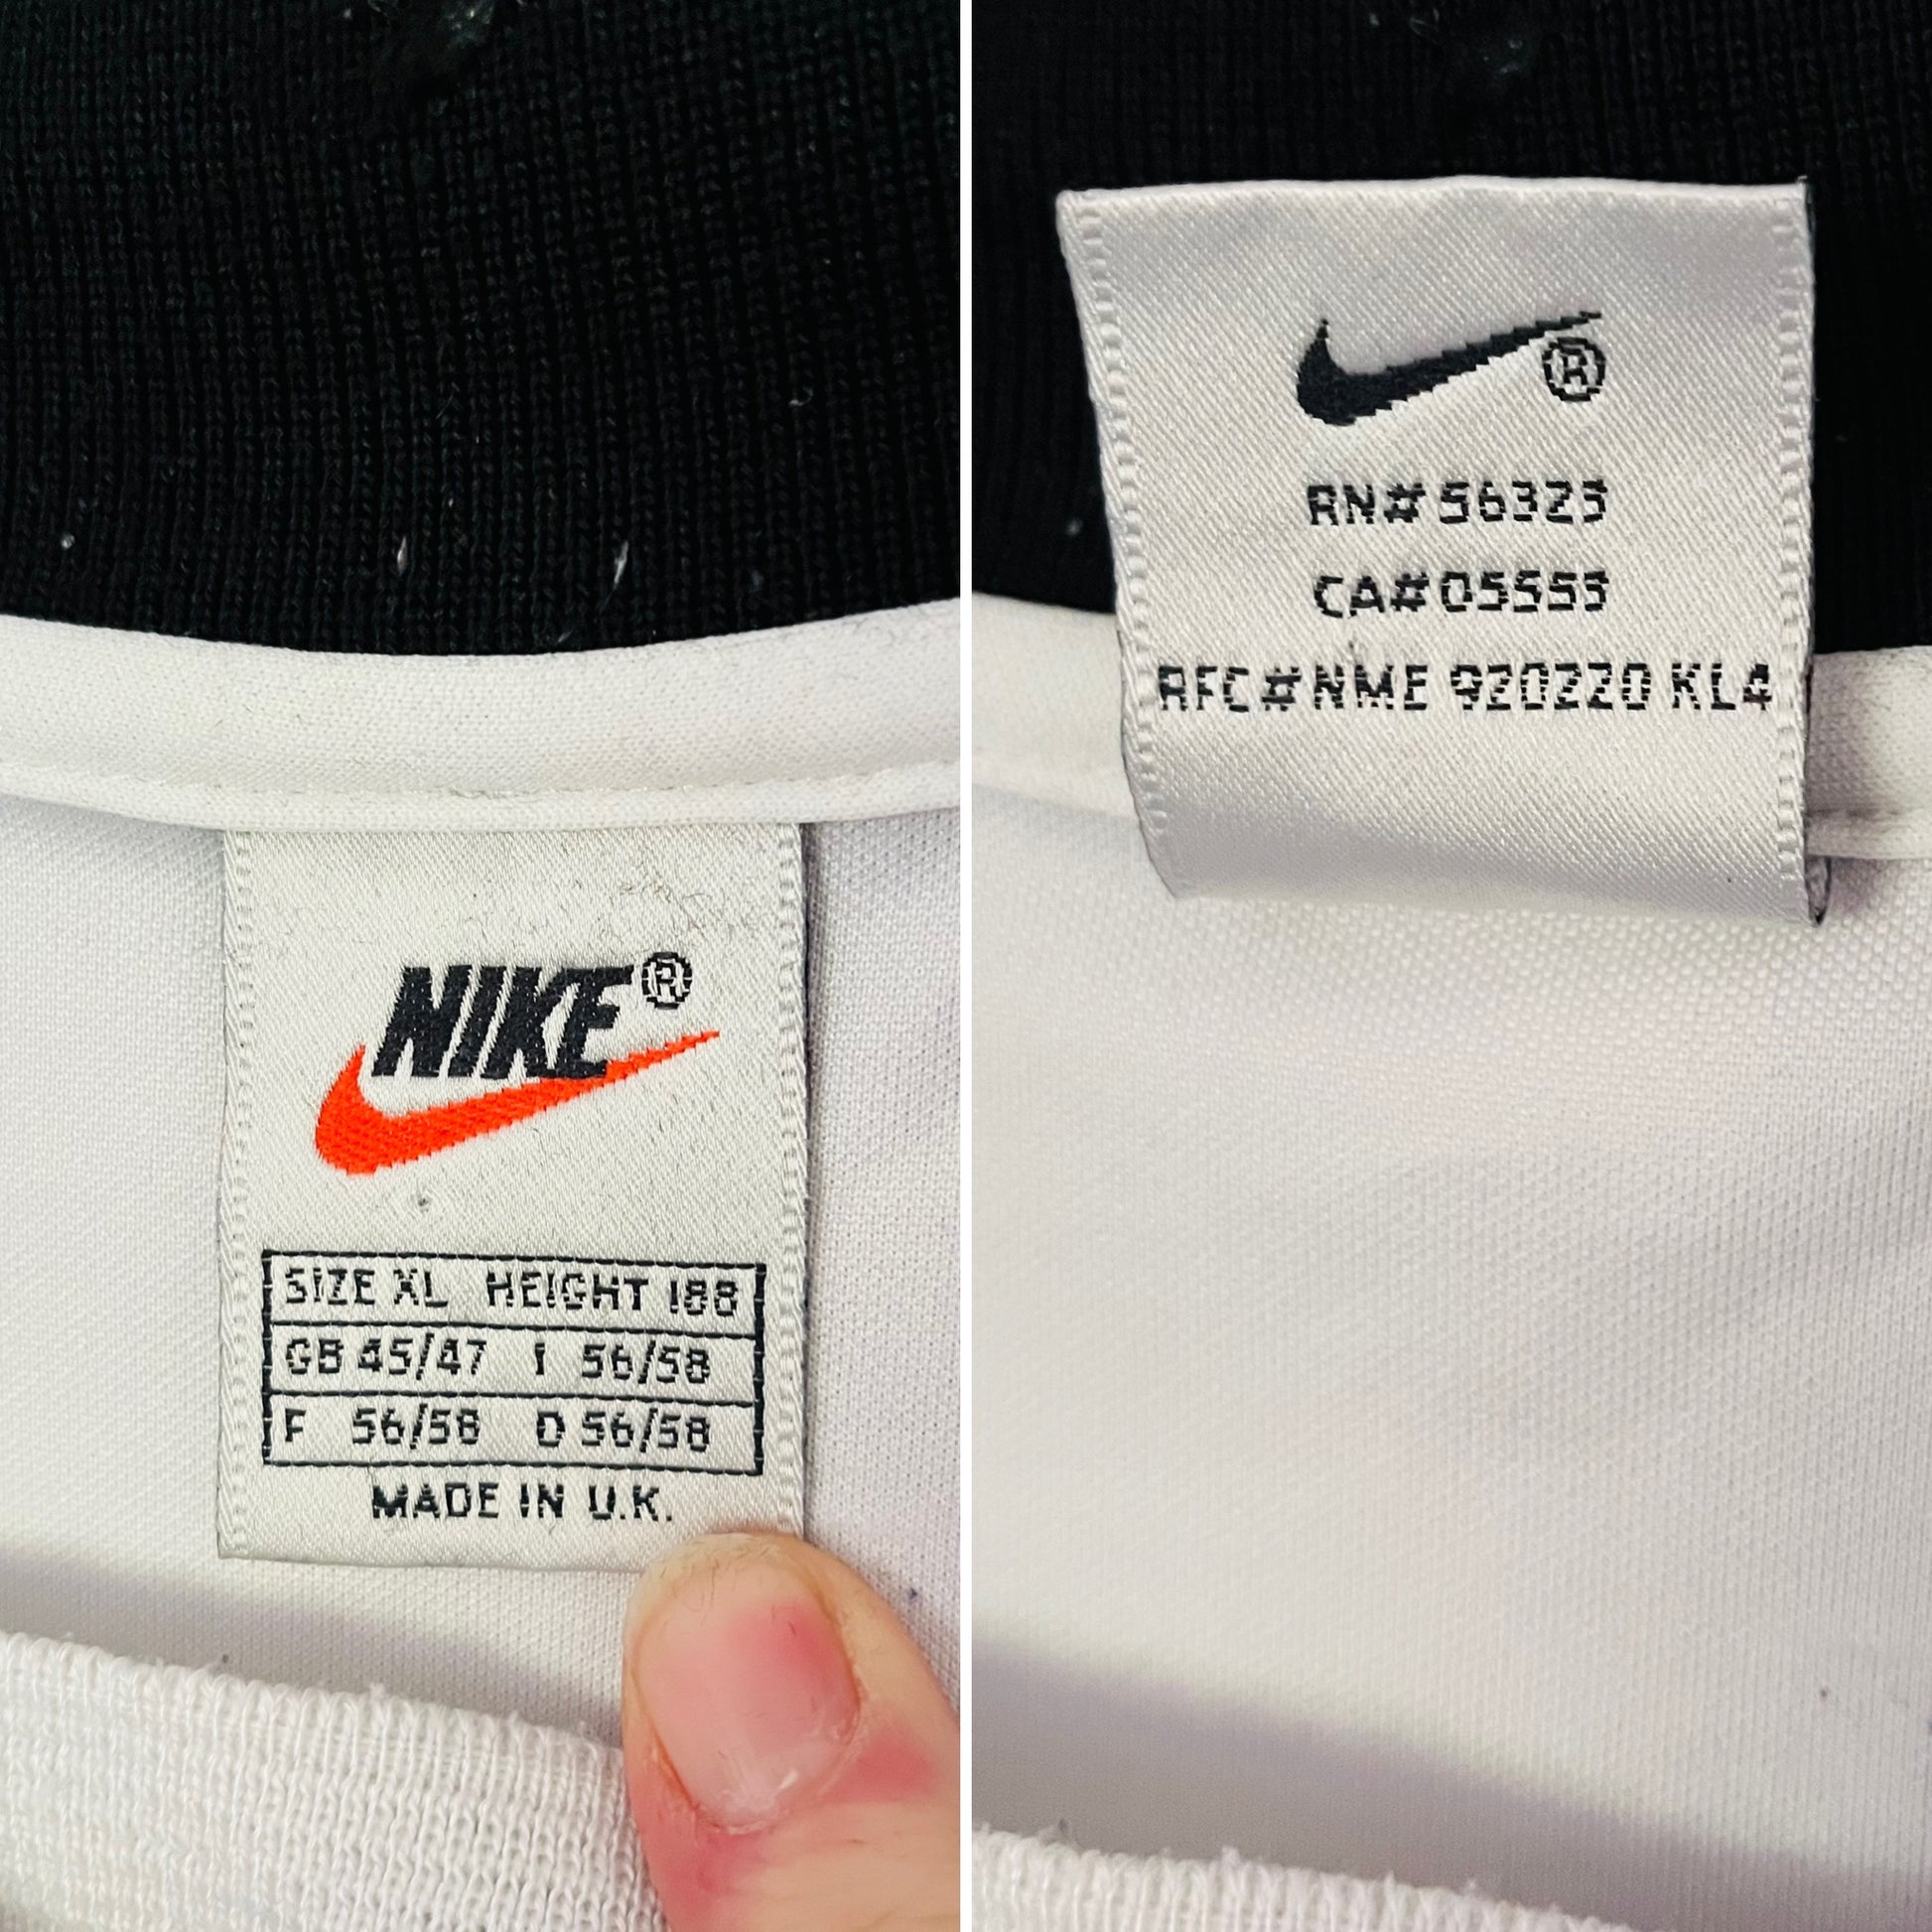 NIKE®
SIZE XL HEIGHT 188
GB 45/47 I 56/58
F 56/58 D 56/58
MADE IN U.K.
®
RN# 56323
CA#05553
RFC#NME 920220 KL4